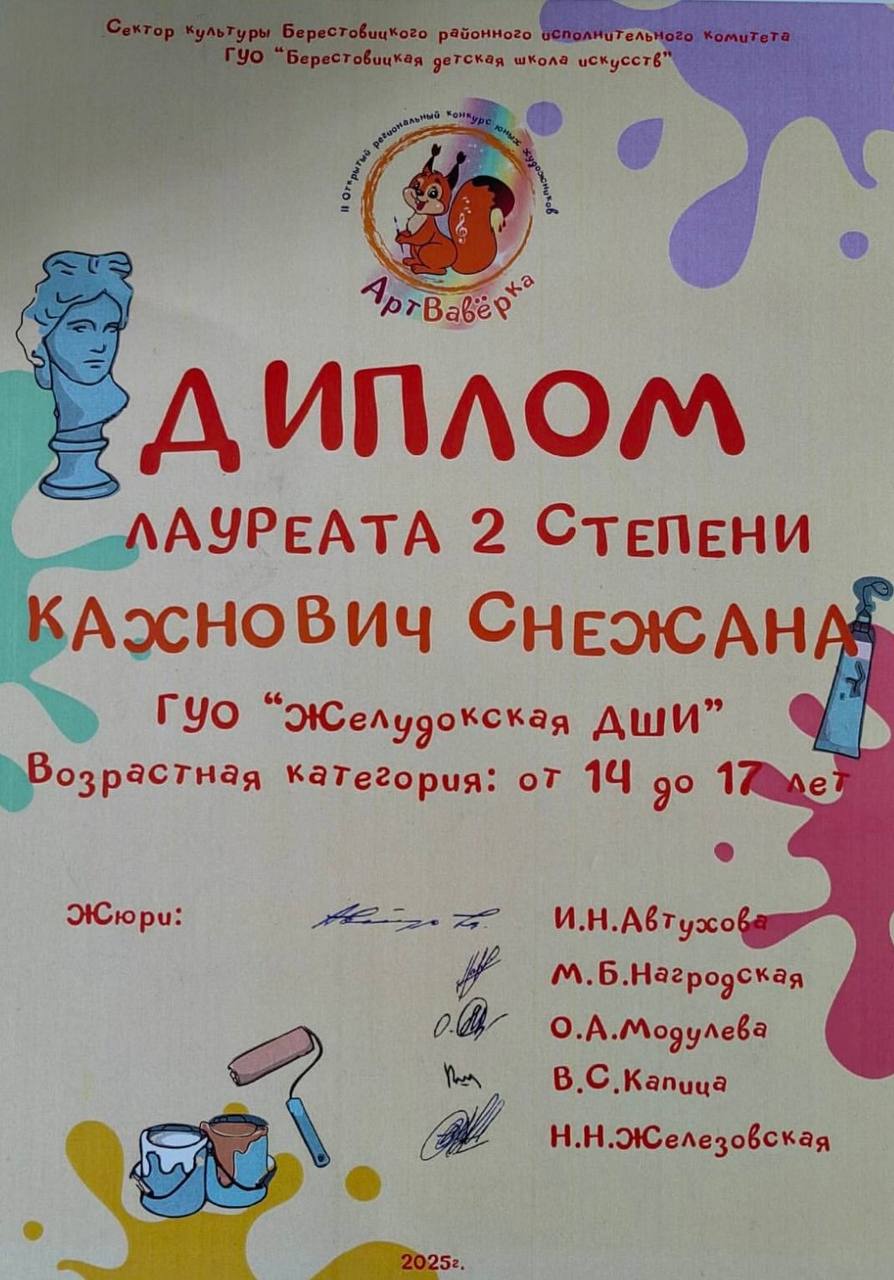 Сектор культуры Берестовицкого районного исполнительного комитета
ГУО “Берестовицкая детская школа искусств”
II Открытый региональный конкурс юных художников
АртВавёрка
ДИПЛОМ
ЛАУРЕАТА 2 СТЕПЕНИ
КАХНОВИЧ СНЕЖАНА
ГУО “Желудокская ДШИ”
Возрастная категория: от 14 до 17 лет
Жюри:
И.Н.Автухова
М.Б.Нагродская
О.А.Модулева
В.С.Капица
Н.Н.Железовская
2025г.